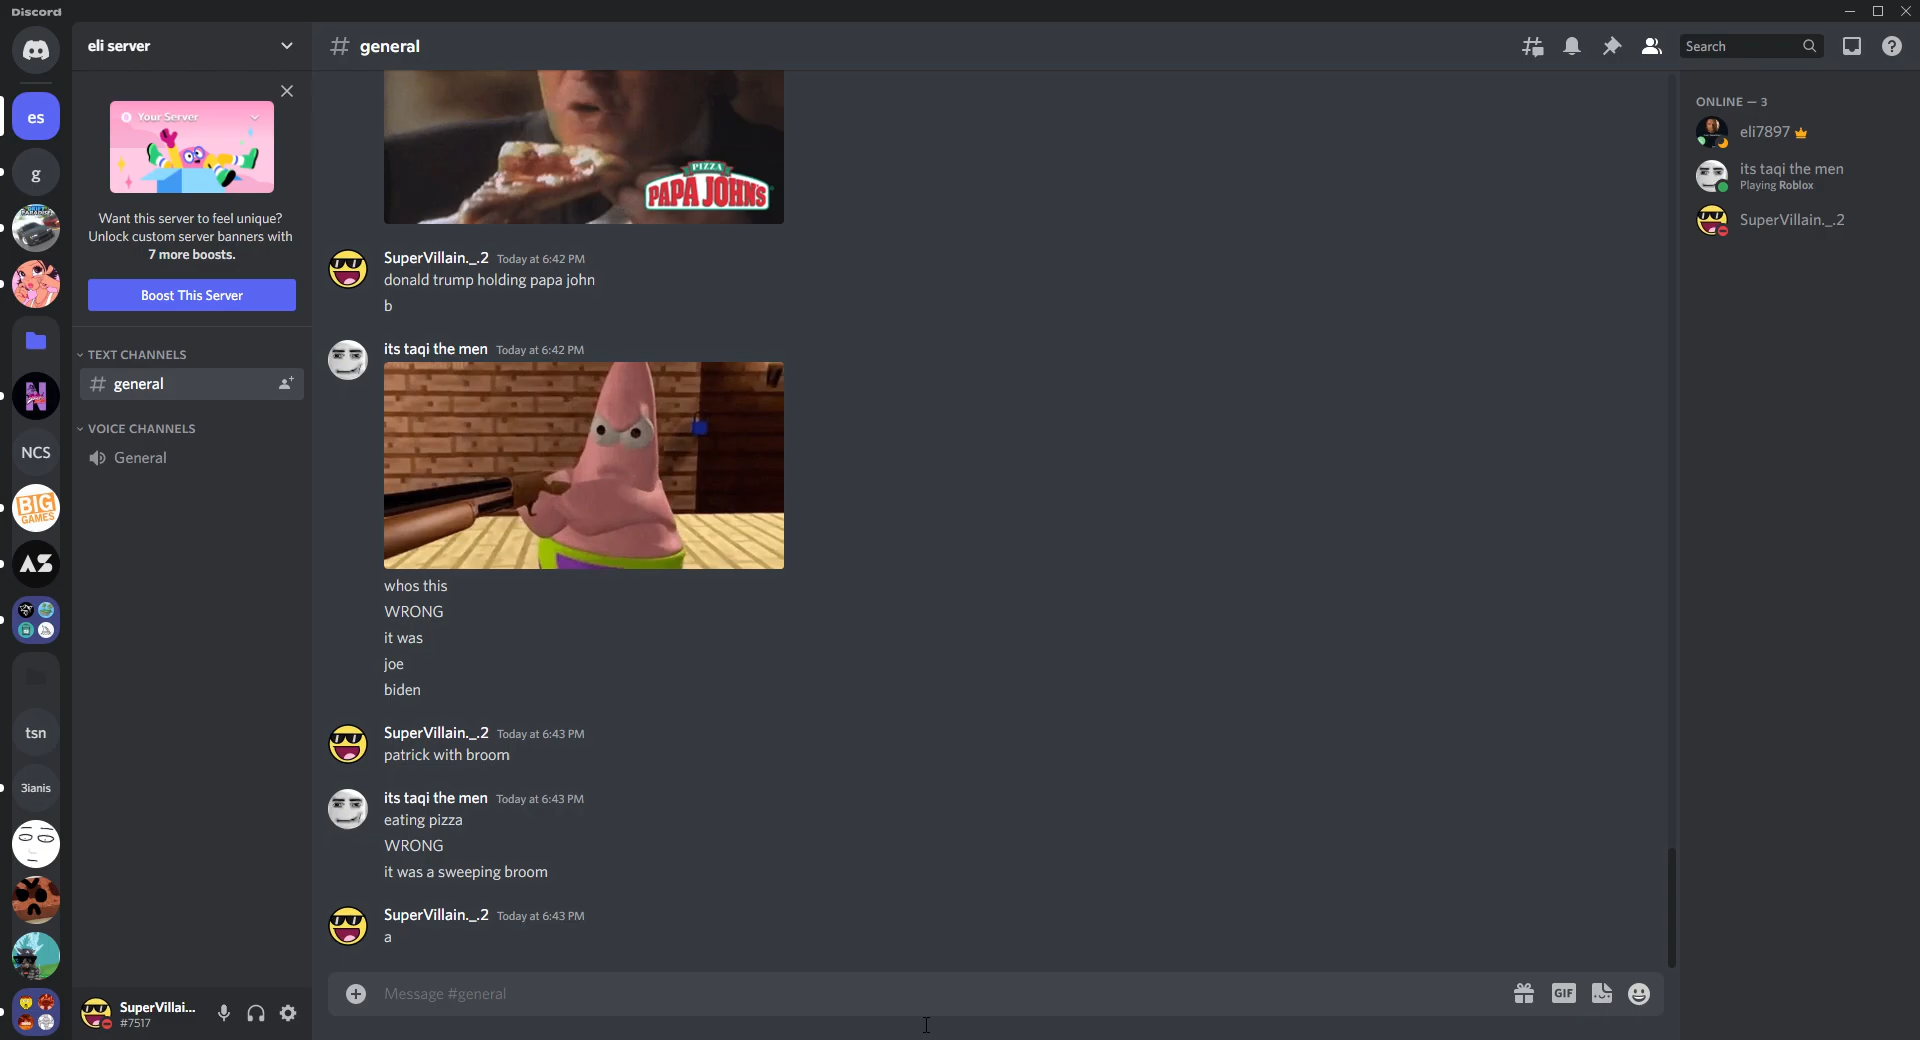 Discord
eli server
Your Server
Want this server to feel unique?
Unlock custom server banners with
7 more boosts.
Boost This Server
TEXT CHANNELS
general
VOICE CHANNELS
General
es
g
DRIFT PARADISE
N
NCS
BIG GAMES
tsn
3ianis
SuperVillai...
#7517
general
Search
PIZZA
PAPA JOHNS
SuperVillain._.2 Today at 6:42 PM
donald trump holding papa john
b
its taqi the men Today at 6:42 PM
whos this
WRONG
it was
joe
biden
SuperVillain._.2 Today at 6:43 PM
patrick with broom
its taqi the men Today at 6:43 PM
eating pizza
WRONG
it was a sweeping broom
SuperVillain._.2 Today at 6:43 PM
a
Message #general
GIF
ONLINE — 3
eli7897
its taqi the men
Playing Roblox
SuperVillain._.2